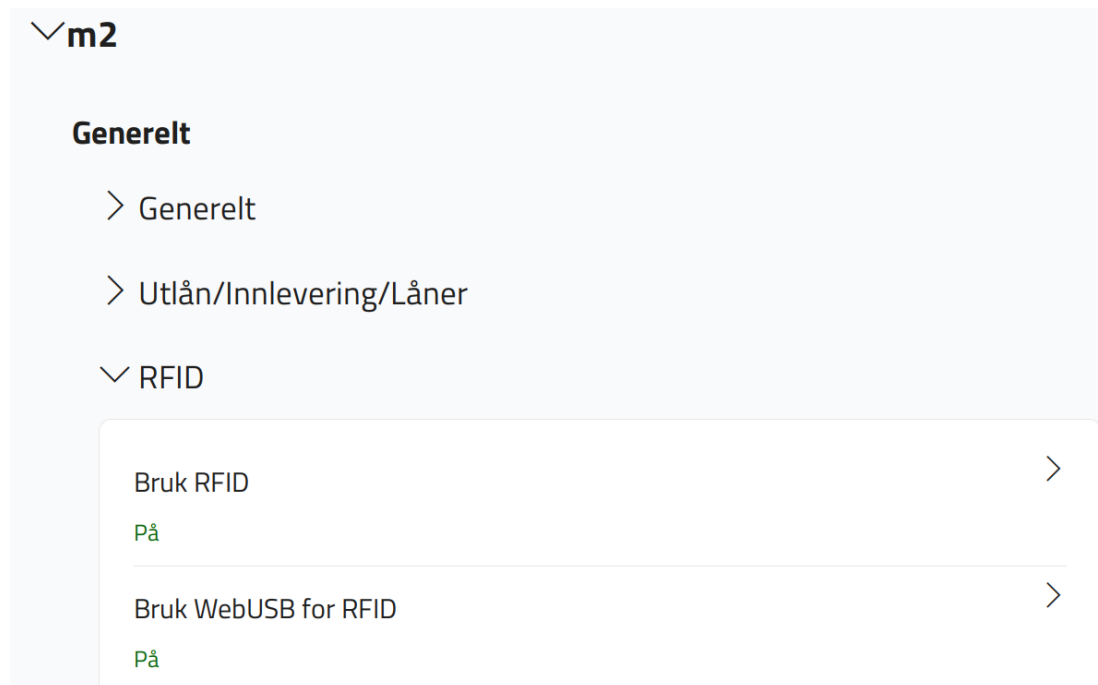 m2
Generelt
Generelt
Utlån/Innlevering/Låner
RFID
Bruk RFID
På
Bruk WebUSB for RFID
På